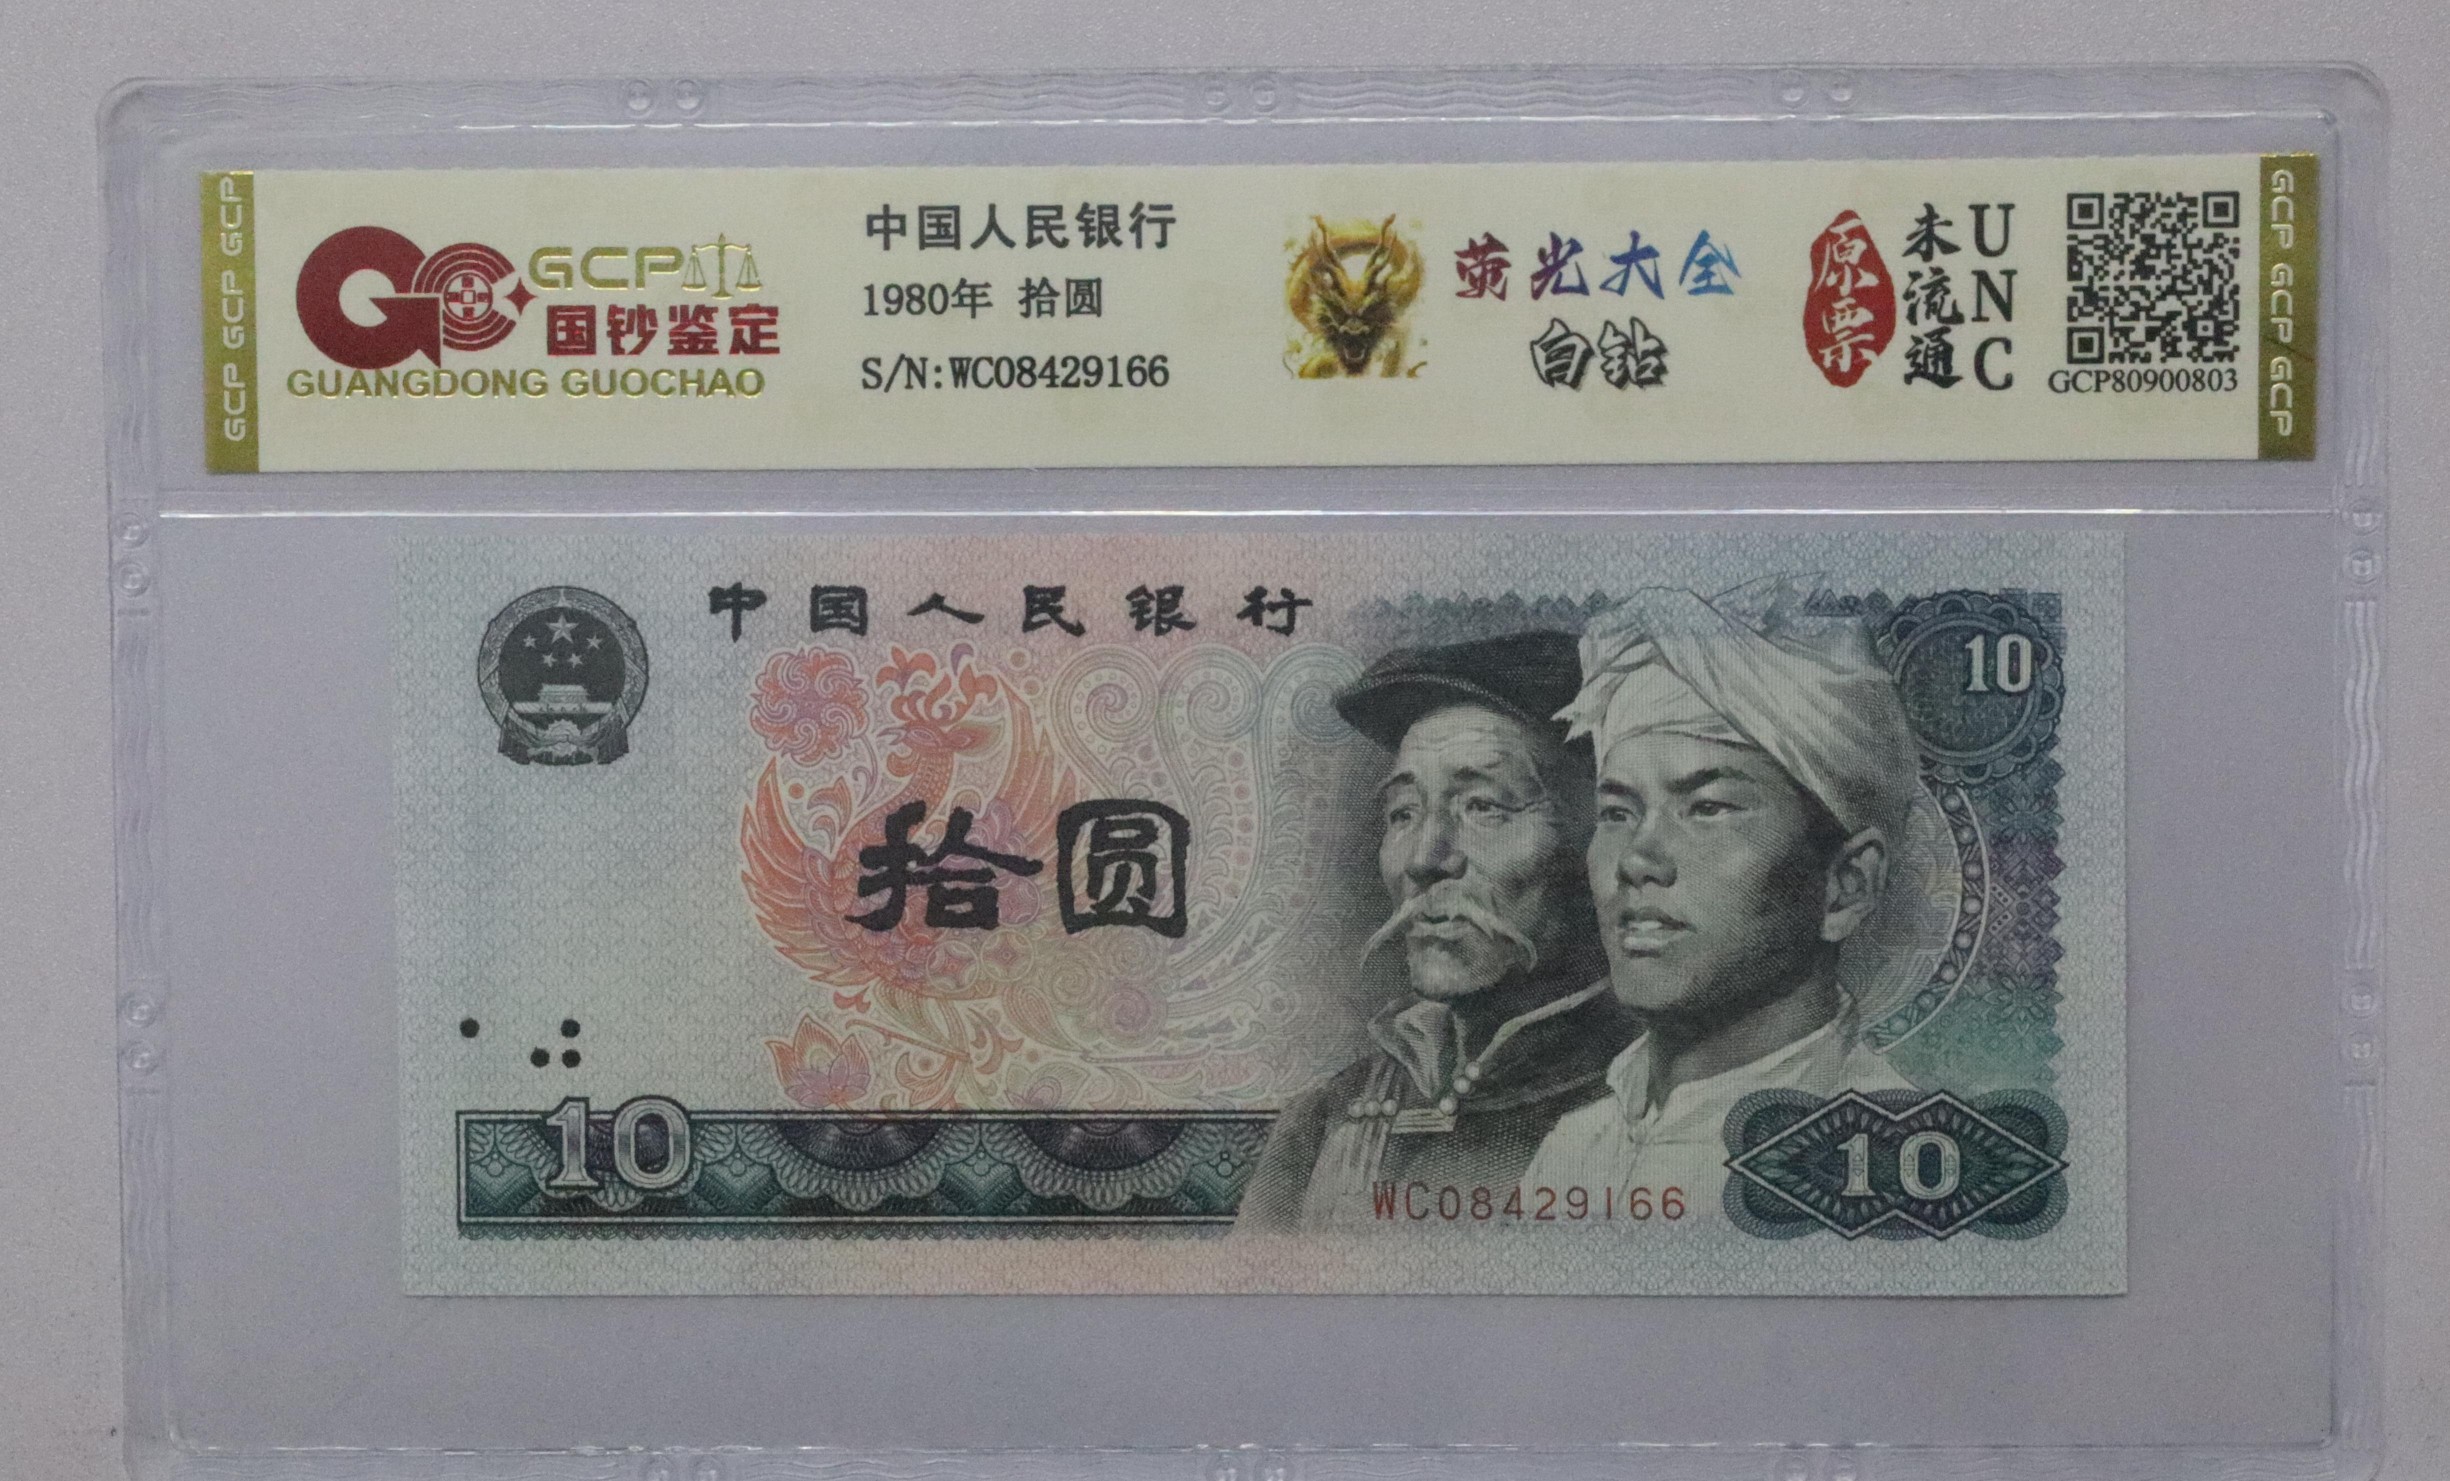 GCP GCP GCP
GCP
国钞鉴定
GUANGDONG GUOCHAO
中国人民银行
1980年 拾圆
S/N:WC08429166
萤光大全
白钻
原票
未流通
UNC
GCP80900803
GCP GCP GCP
中国人民银行
10
拾圆
10
WC08429166
10